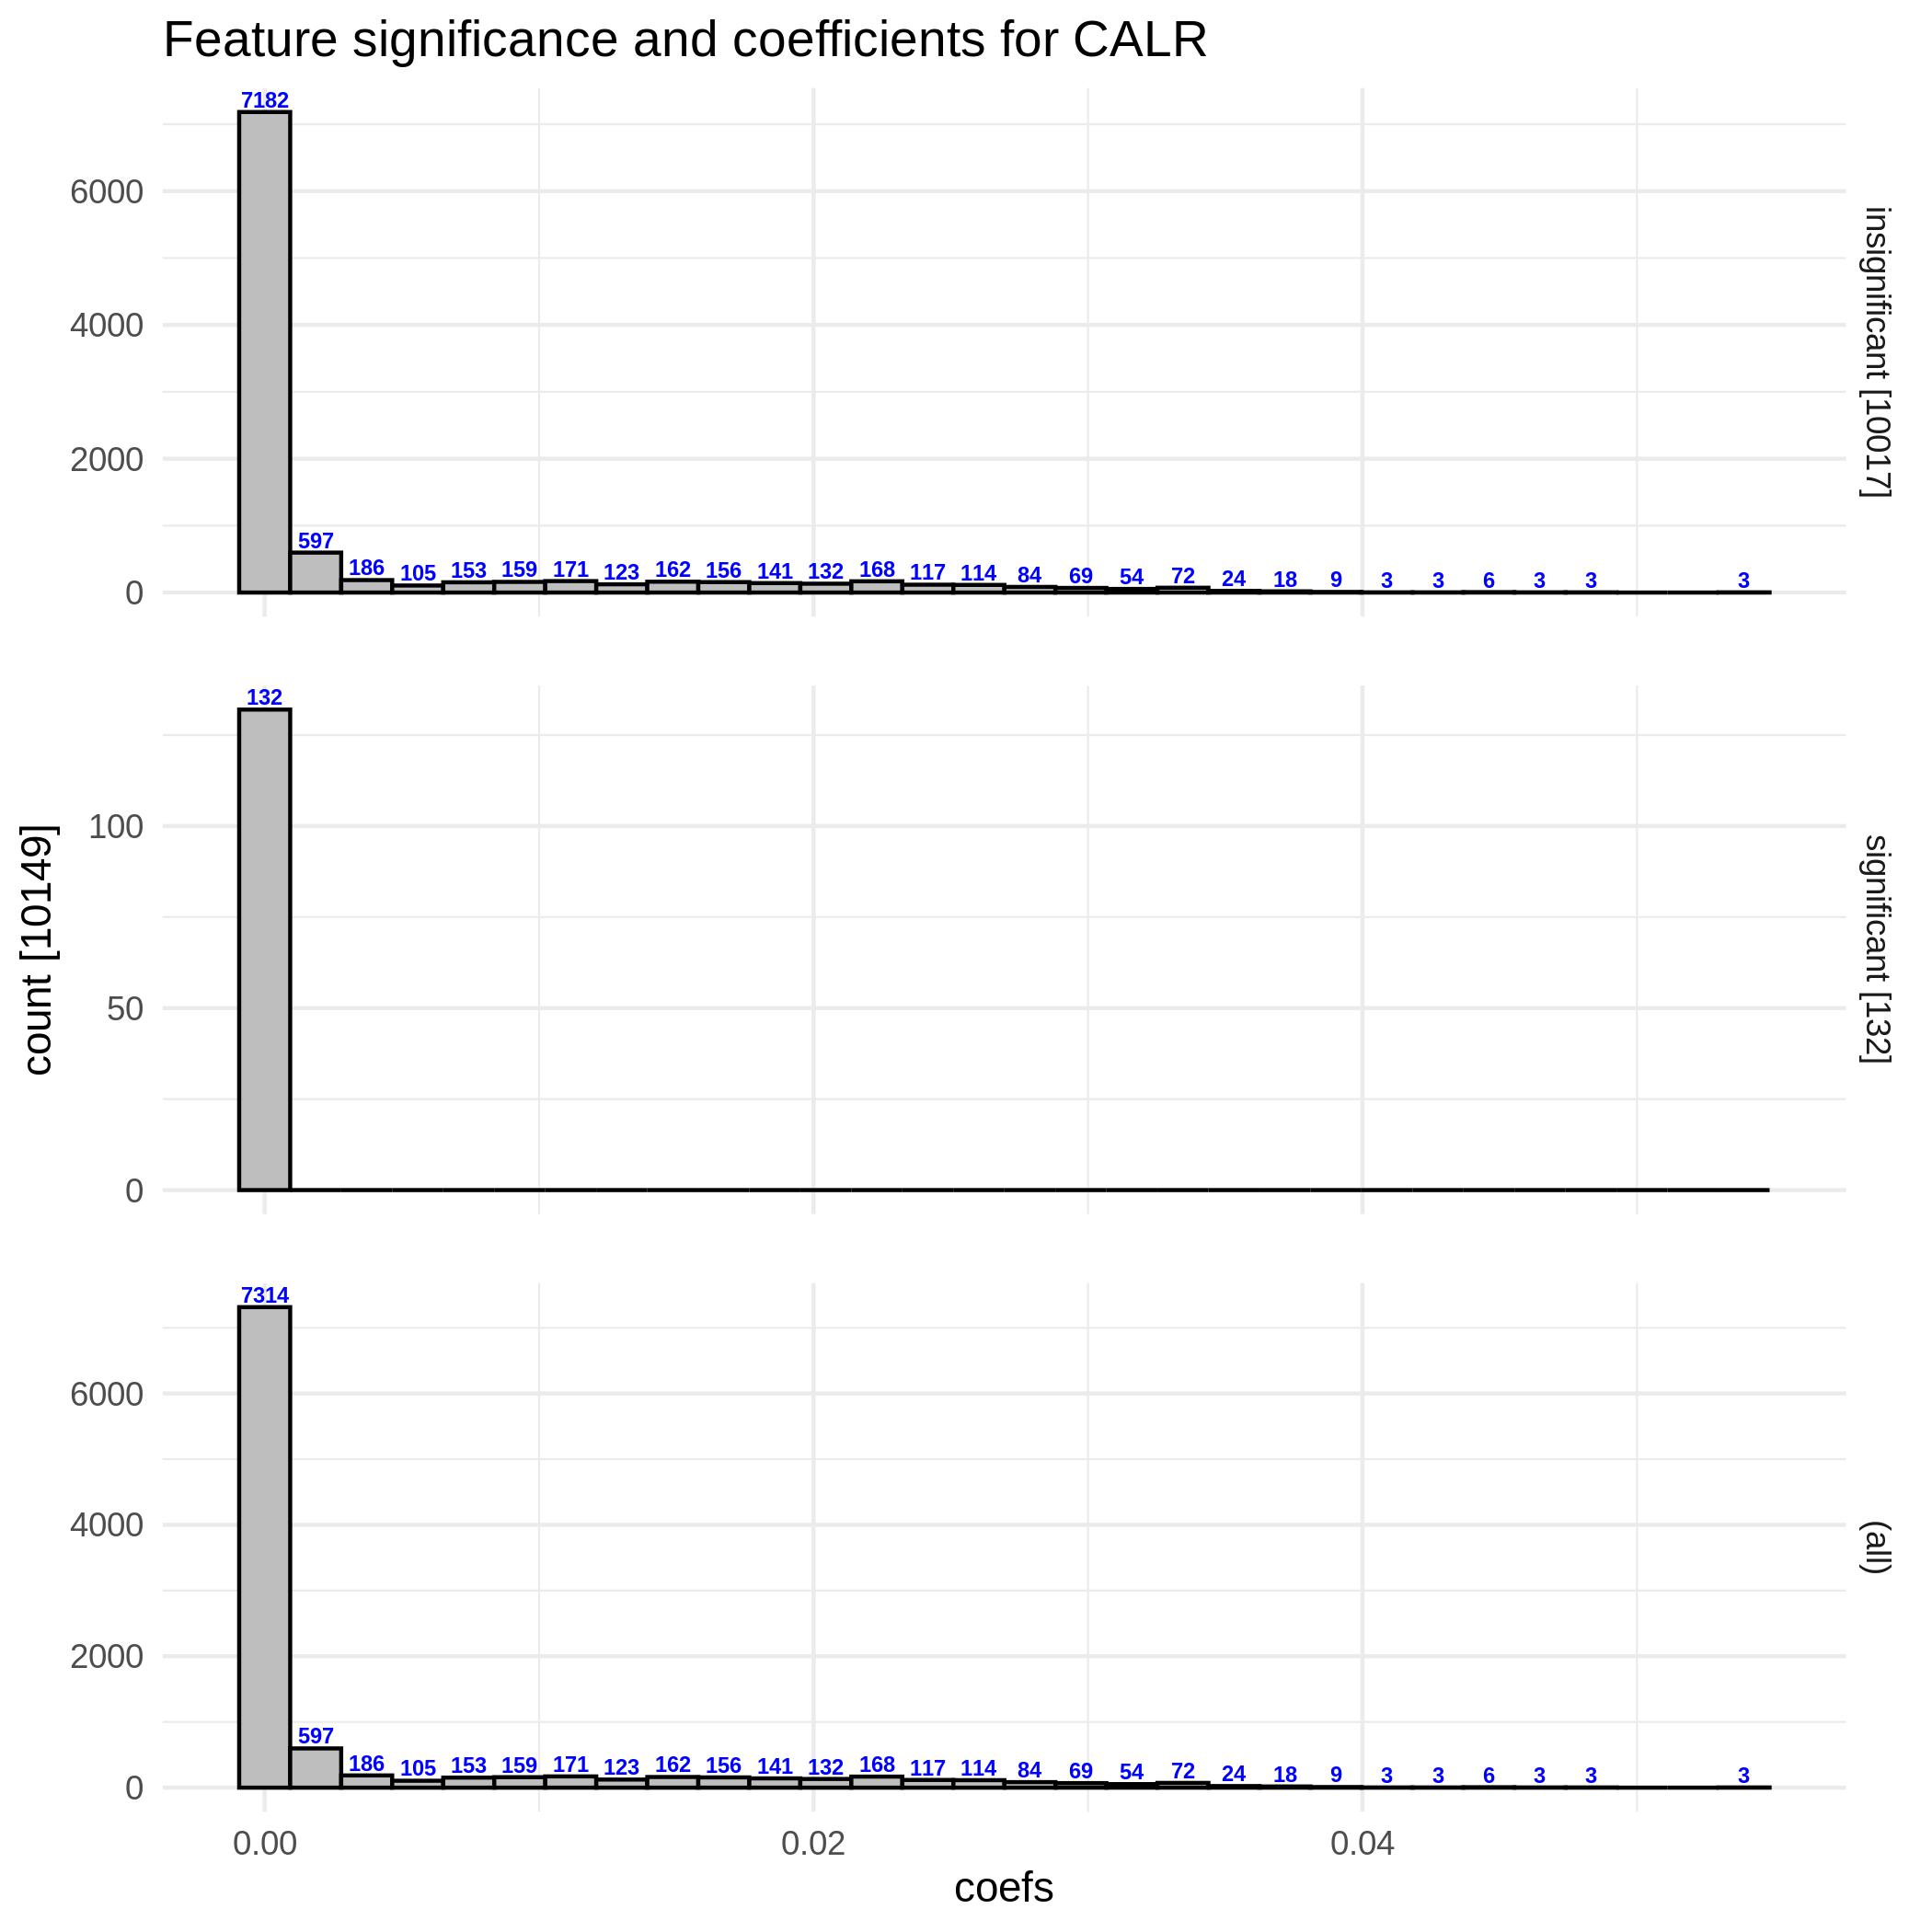 Feature significance and coefficients for CALR
7182
6000
4000
2000
0
597 186 105 153 159 171 123 162 156 141 132 168 117 114 84 69 54 72 24 18 9 3 3 6 3 3 3
insignificant [10017]
count [10149]
132
100
50
0
significant [132]
7314
6000
4000
2000
0
597 186 105 153 159 171 123 162 156 141 132 168 117 114 84 69 54 72 24 18 9 3 3 6 3 3 3
(all)
0.00 0.02 0.04
coefs